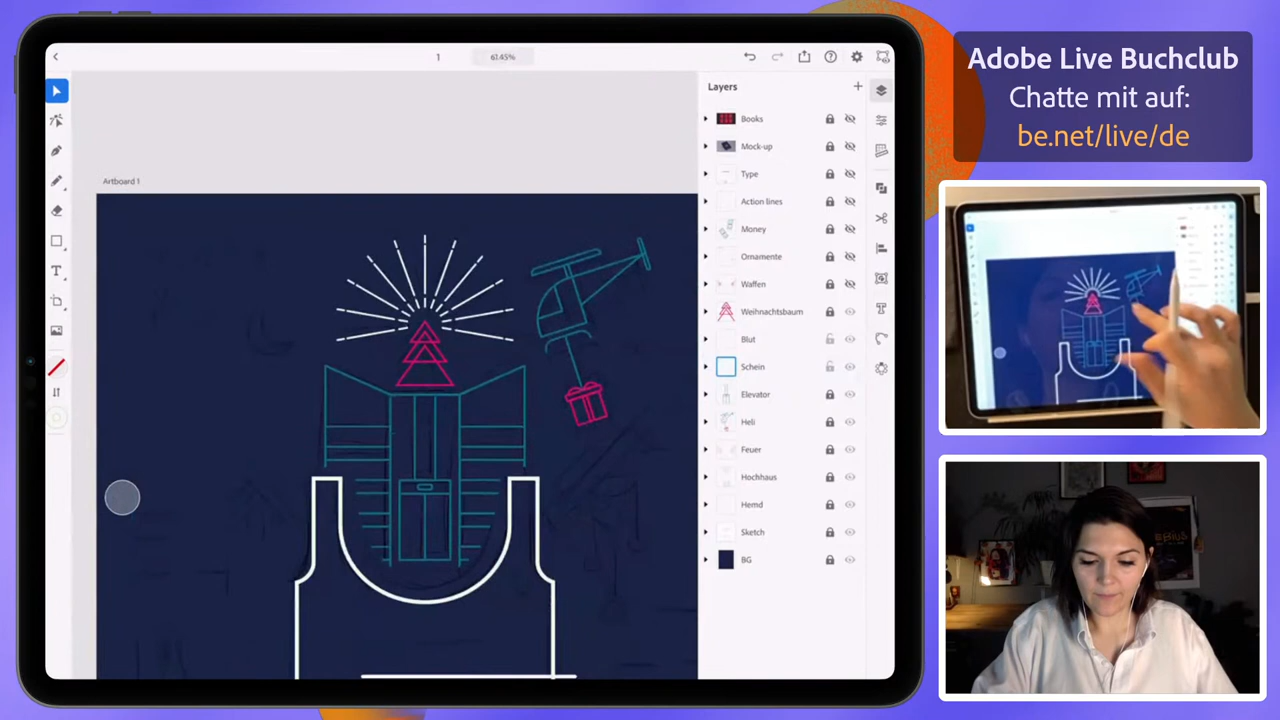 Adobe Live Buchclub
Chatte mit auf:
be.net/live/de
1
61.45%
Layers
Artboard 1
Books
Mock-up
Type
Action lines
Money
Ornamente
Waffen
Weihnachtsbaum
Blut
Schein
Elevator
Heli
Feuer
Hochhaus
Hemd
Sketch
BG